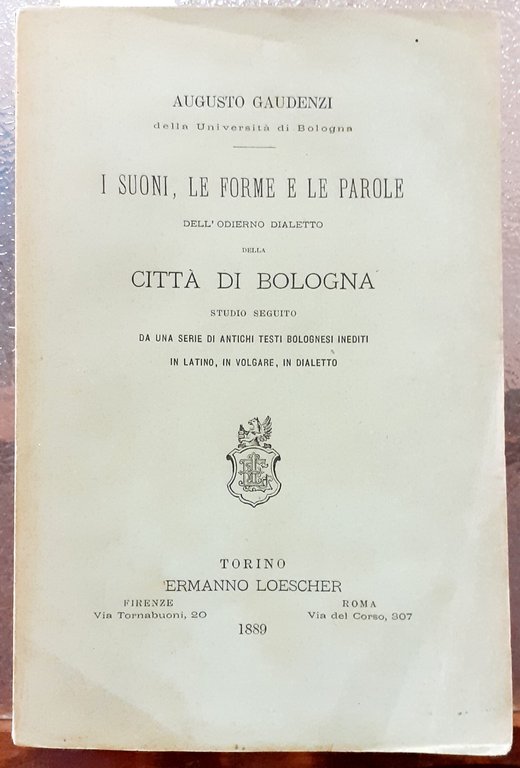 AUGUSTO GAUDENZI
della Università di Bologna
I SUONI, LE FORME E LE PAROLE
DELL'ODIERNO DIALETTO
DELLA
CITTÀ DI BOLOGNA
STUDIO SEGUITO
DA UNA SERIE DI ANTICHI TESTI BOLOGNESI INEDITI
IN LATINO, IN VOLGARE, IN DIALETTO
TORINO
ERMANNO LOESCHER
FIRENZE
Via Tornabuoni, 20
ROMA
Via del Corso, 307
1889